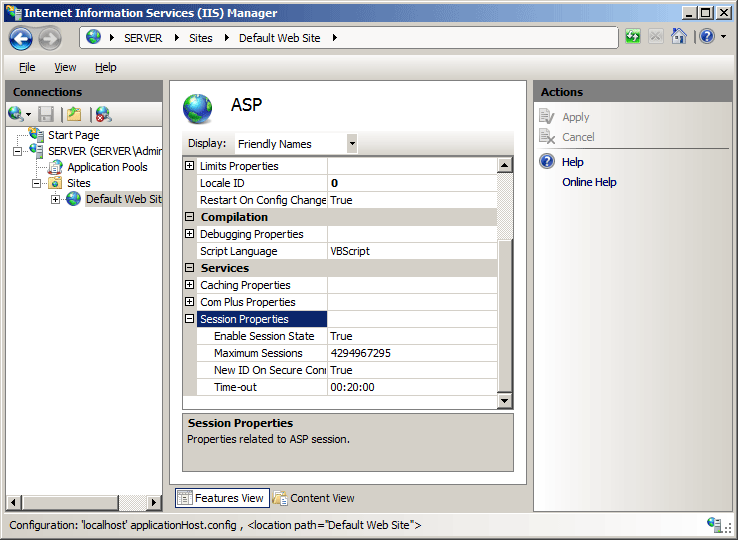 Internet Information Services (IIS) Manager
SERVER Sites Default Web Site
File View Help
Connections
Start Page
SERVER (SERVER\Admir
Application Pools
Sites
Default Web Sit
ASP
Display: Friendly Names
Limits Properties
Locale ID 0
Restart On Config Change True
Compilation
Debugging Properties
Script Language VBScript
Services
Caching Properties
Com Plus Properties
Session Properties
Enable Session State True
Maximum Sessions 4294967295
New ID On Secure Conn True
Time-out 00:20:00
Session Properties
Properties related to ASP session.
Features View Content View
Actions
Apply
Cancel
Help
Online Help
Configuration: 'localhost' applicationHost.config , <location path="Default Web Site">